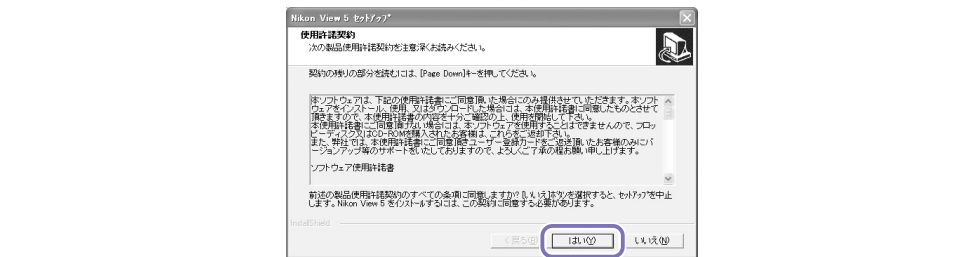 Nikon View 5 ｾｯﾄｱｯﾌﾟ
使用許諾契約
次の製品使用許諾契約を注意深くお読みください。
契約の残りの部分を読むには、[Page Down]キーを押してください。
本ソフトウェアは、下記の使用許諾書にご同意頂いた場合にのみ提供させていただきます。本ソフト
ウェアをインストール、使用、又はダウンロードした場合には、本使用許諾書に同意したものとさせて
頂きますので、本使用許諾書の内容を十分ご確認の上、使用を開始して下さい。
本使用許諾書にご同意頂けない場合には、本ソフトウェアを使用することはできませんので、フロッ
ピーディスク又はCD-ROMを購入されたお客様は、これらをご返却下さい。
また、弊社では、本使用許諾書にご同意頂きユーザー登録カードをご返送頂いたお客様のみにバ
ージョンアップ等のサポートをいたしておりますので、よろしくご了承の程お願い申し上げます。
ソフトウェア使用許諾書
前述の製品使用許諾契約のすべての条項に同意しますか? [いいえ]ﾎﾞﾀﾝを選択すると、ｾｯﾄｱｯﾌﾟを中止
します。Nikon View 5 をインストールするには、この契約に同意する必要があります。
InstallShield
< 戻る(B) はい(Y) いいえ(N)